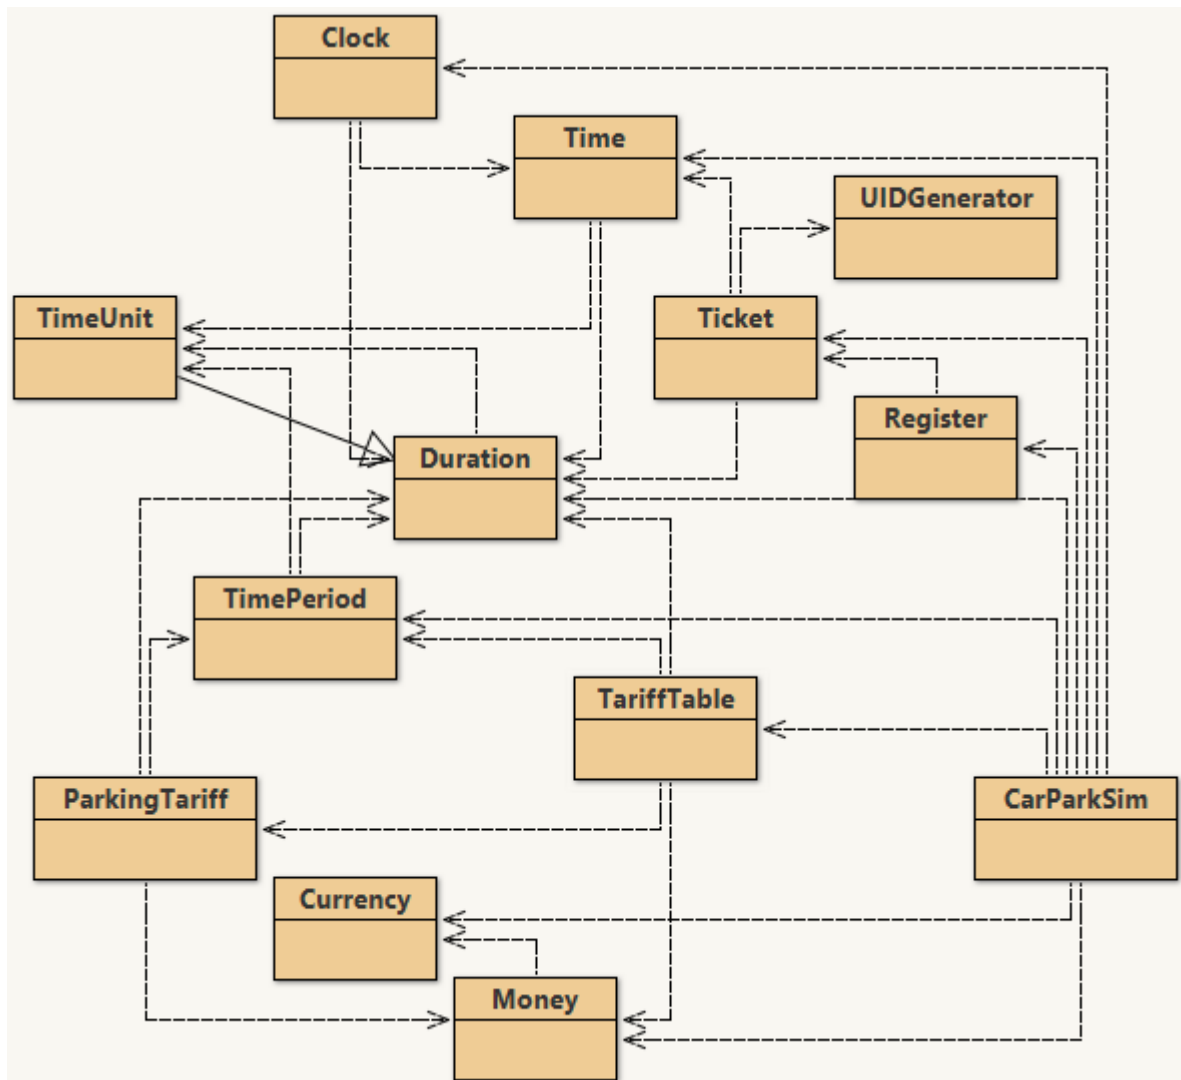 Clock
Time
UIDGenerator
TimeUnit
Ticket
Register
Duration
TimePeriod
TariffTable
ParkingTariff
CarParkSim
Currency
Money